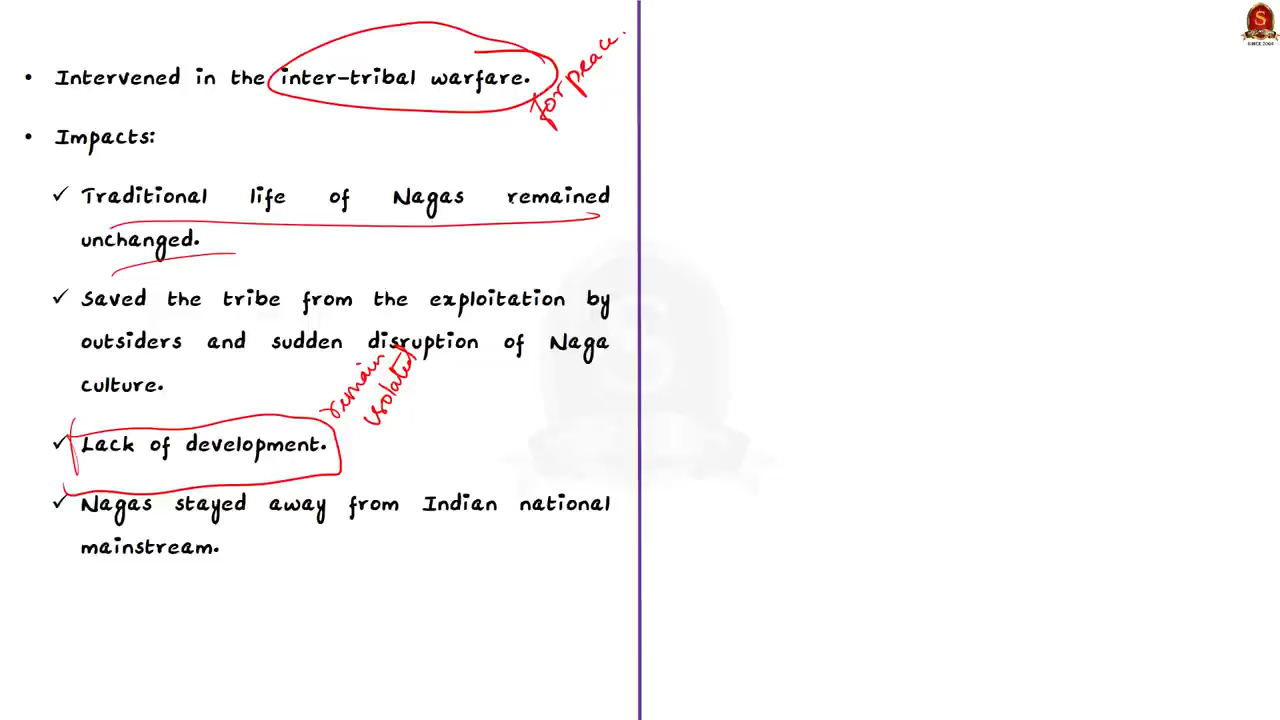 • Intervened in the inter-tribal warfare.
for peace.
• Impacts:
✓ Traditional life of Nagas remained
unchanged.
✓ Saved the tribe from the exploitation by
outsiders and sudden disruption of Naga
culture.
remain
isolated
✓ Lack of development.
✓ Nagas stayed away from Indian national
mainstream.
S
SINCE 2004